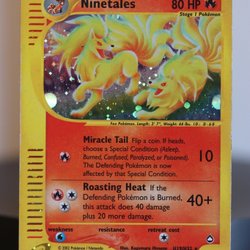 Ninetales 80 HP
Stage 1 Pokémon
Fox Pokémon. Length: 3' 7", Weight: 44 lbs.
Miracle Tail Flip a coin. If heads,
choose a Special Condition (Asleep,
Burned, Confused, Paralyzed, or Poisoned).
The Defending Pokémon is now
affected by that Special Condition.
10
Roasting Heat If the
Defending Pokémon is Burned,
this attack does 40 damage
plus 20 more damage.
40+
weakness resistance retreat cost